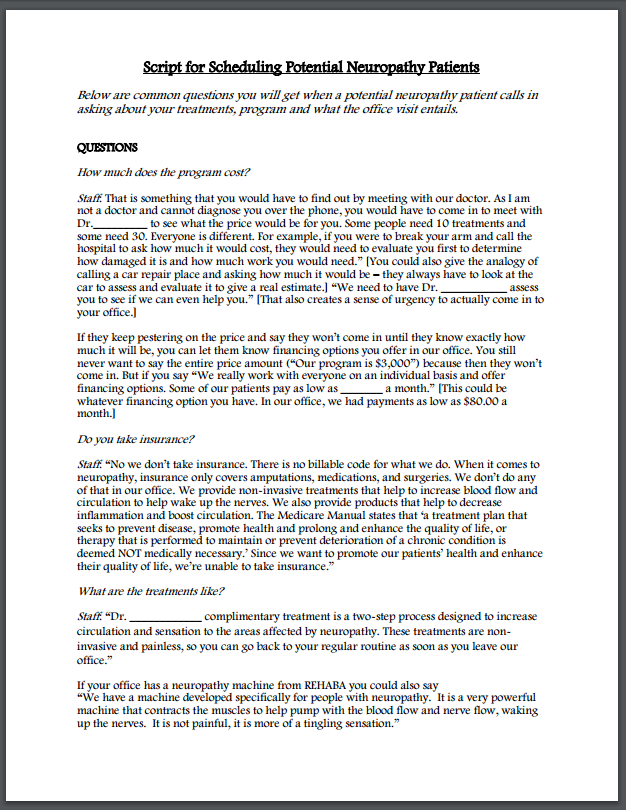 Script for Scheduling Potential Neuropathy Patients
Below are common questions you will get when a potential neuropathy patient calls in
asking about your treatments, program and what the office visit entails.
QUESTIONS
How much does the program cost?
Staff: That is something that you would have to find out by meeting with our doctor. As I am
not a doctor and cannot diagnose you over the phone, you would have to come in to meet with
Dr.________ to see what the price would be for you. Some people need 10 treatments and
some need 30. Everyone is different. For example, if you were to break your arm and call the
hospital to ask how much it would cost, they would need to evaluate you first to determine
how damaged it is and how much work you would need.” [You could also give the analogy of
calling a car repair place and asking how much it would be – they always have to look at the
car to assess and evaluate it to give a real estimate.] “We need to have Dr. __________ assess
you to see if we can even help you.” [That also creates a sense of urgency to actually come in to
your office.]
If they keep pestering on the price and say they won’t come in until they know exactly how
much it will be, you can let them know financing options you offer in our office. You still
never want to say the entire price amount (“Our program is $3,000”) because then they won’t
come in. But if you say “We really work with everyone on an individual basis and offer
financing options. Some of our patients pay as low as ______ a month.” [This could be
whatever financing option you have. In our office, we had payments as low as $80.00 a
month.]
Do you take insurance?
Staff: “No we don’t take insurance. There is no billable code for what we do. When it comes to
neuropathy, insurance only covers amputations, medications, and surgeries. We don’t do any
of that in our office. We provide non-invasive treatments that help to increase blood flow and
circulation to help wake up the nerves. We also provide products that help to decrease
inflammation and boost circulation. The Medicare Manual states that ‘a treatment plan that
seeks to prevent disease, promote health and prolong and enhance the quality of life, or
therapy that is performed to maintain or prevent deterioration of a chronic condition is
deemed NOT medically necessary.’ Since we want to promote our patients’ health and enhance
their quality of life, we’re unable to take insurance.”
What are the treatments like?
Staff: “Dr. ___________ complimentary treatment is a two-step process designed to increase
circulation and sensation to the areas affected by neuropathy. These treatments are non-
invasive and painless, so you can go back to your regular routine as soon as you leave our
office.”
If your office has a neuropathy machine from REHABA you could also say
“We have a machine developed specifically for people with neuropathy. It is a very powerful
machine that contracts the muscles to help pump with the blood flow and nerve flow, waking
up the nerves. It is not painful, it is more of a tingling sensation.”